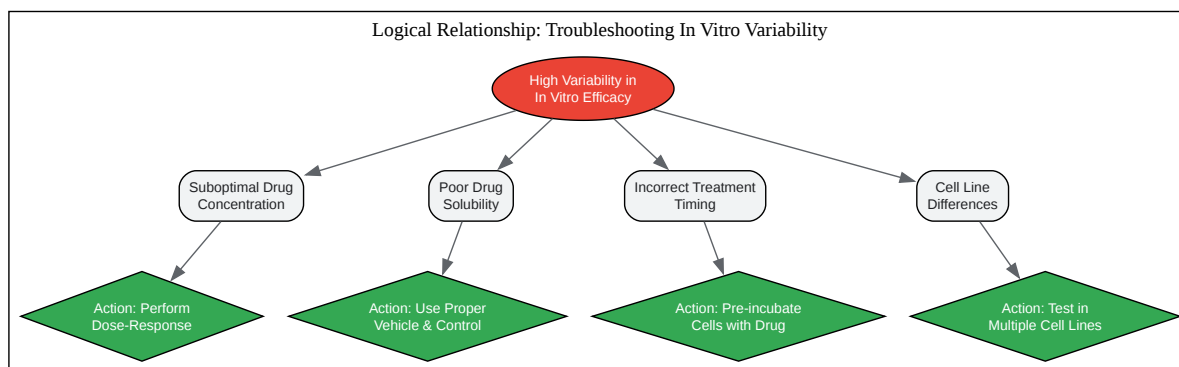 Logical Relationship: Troubleshooting In Vitro Variability
High Variability in
In Vitro Efficacy
Suboptimal Drug
Concentration
Poor Drug
Solubility
Incorrect Treatment
Timing
Cell Line
Differences
Action: Perform
Dose-Response
Action: Use Proper
Vehicle & Control
Action: Pre-incubate
Cells with Drug
Action: Test in
Multiple Cell Lines